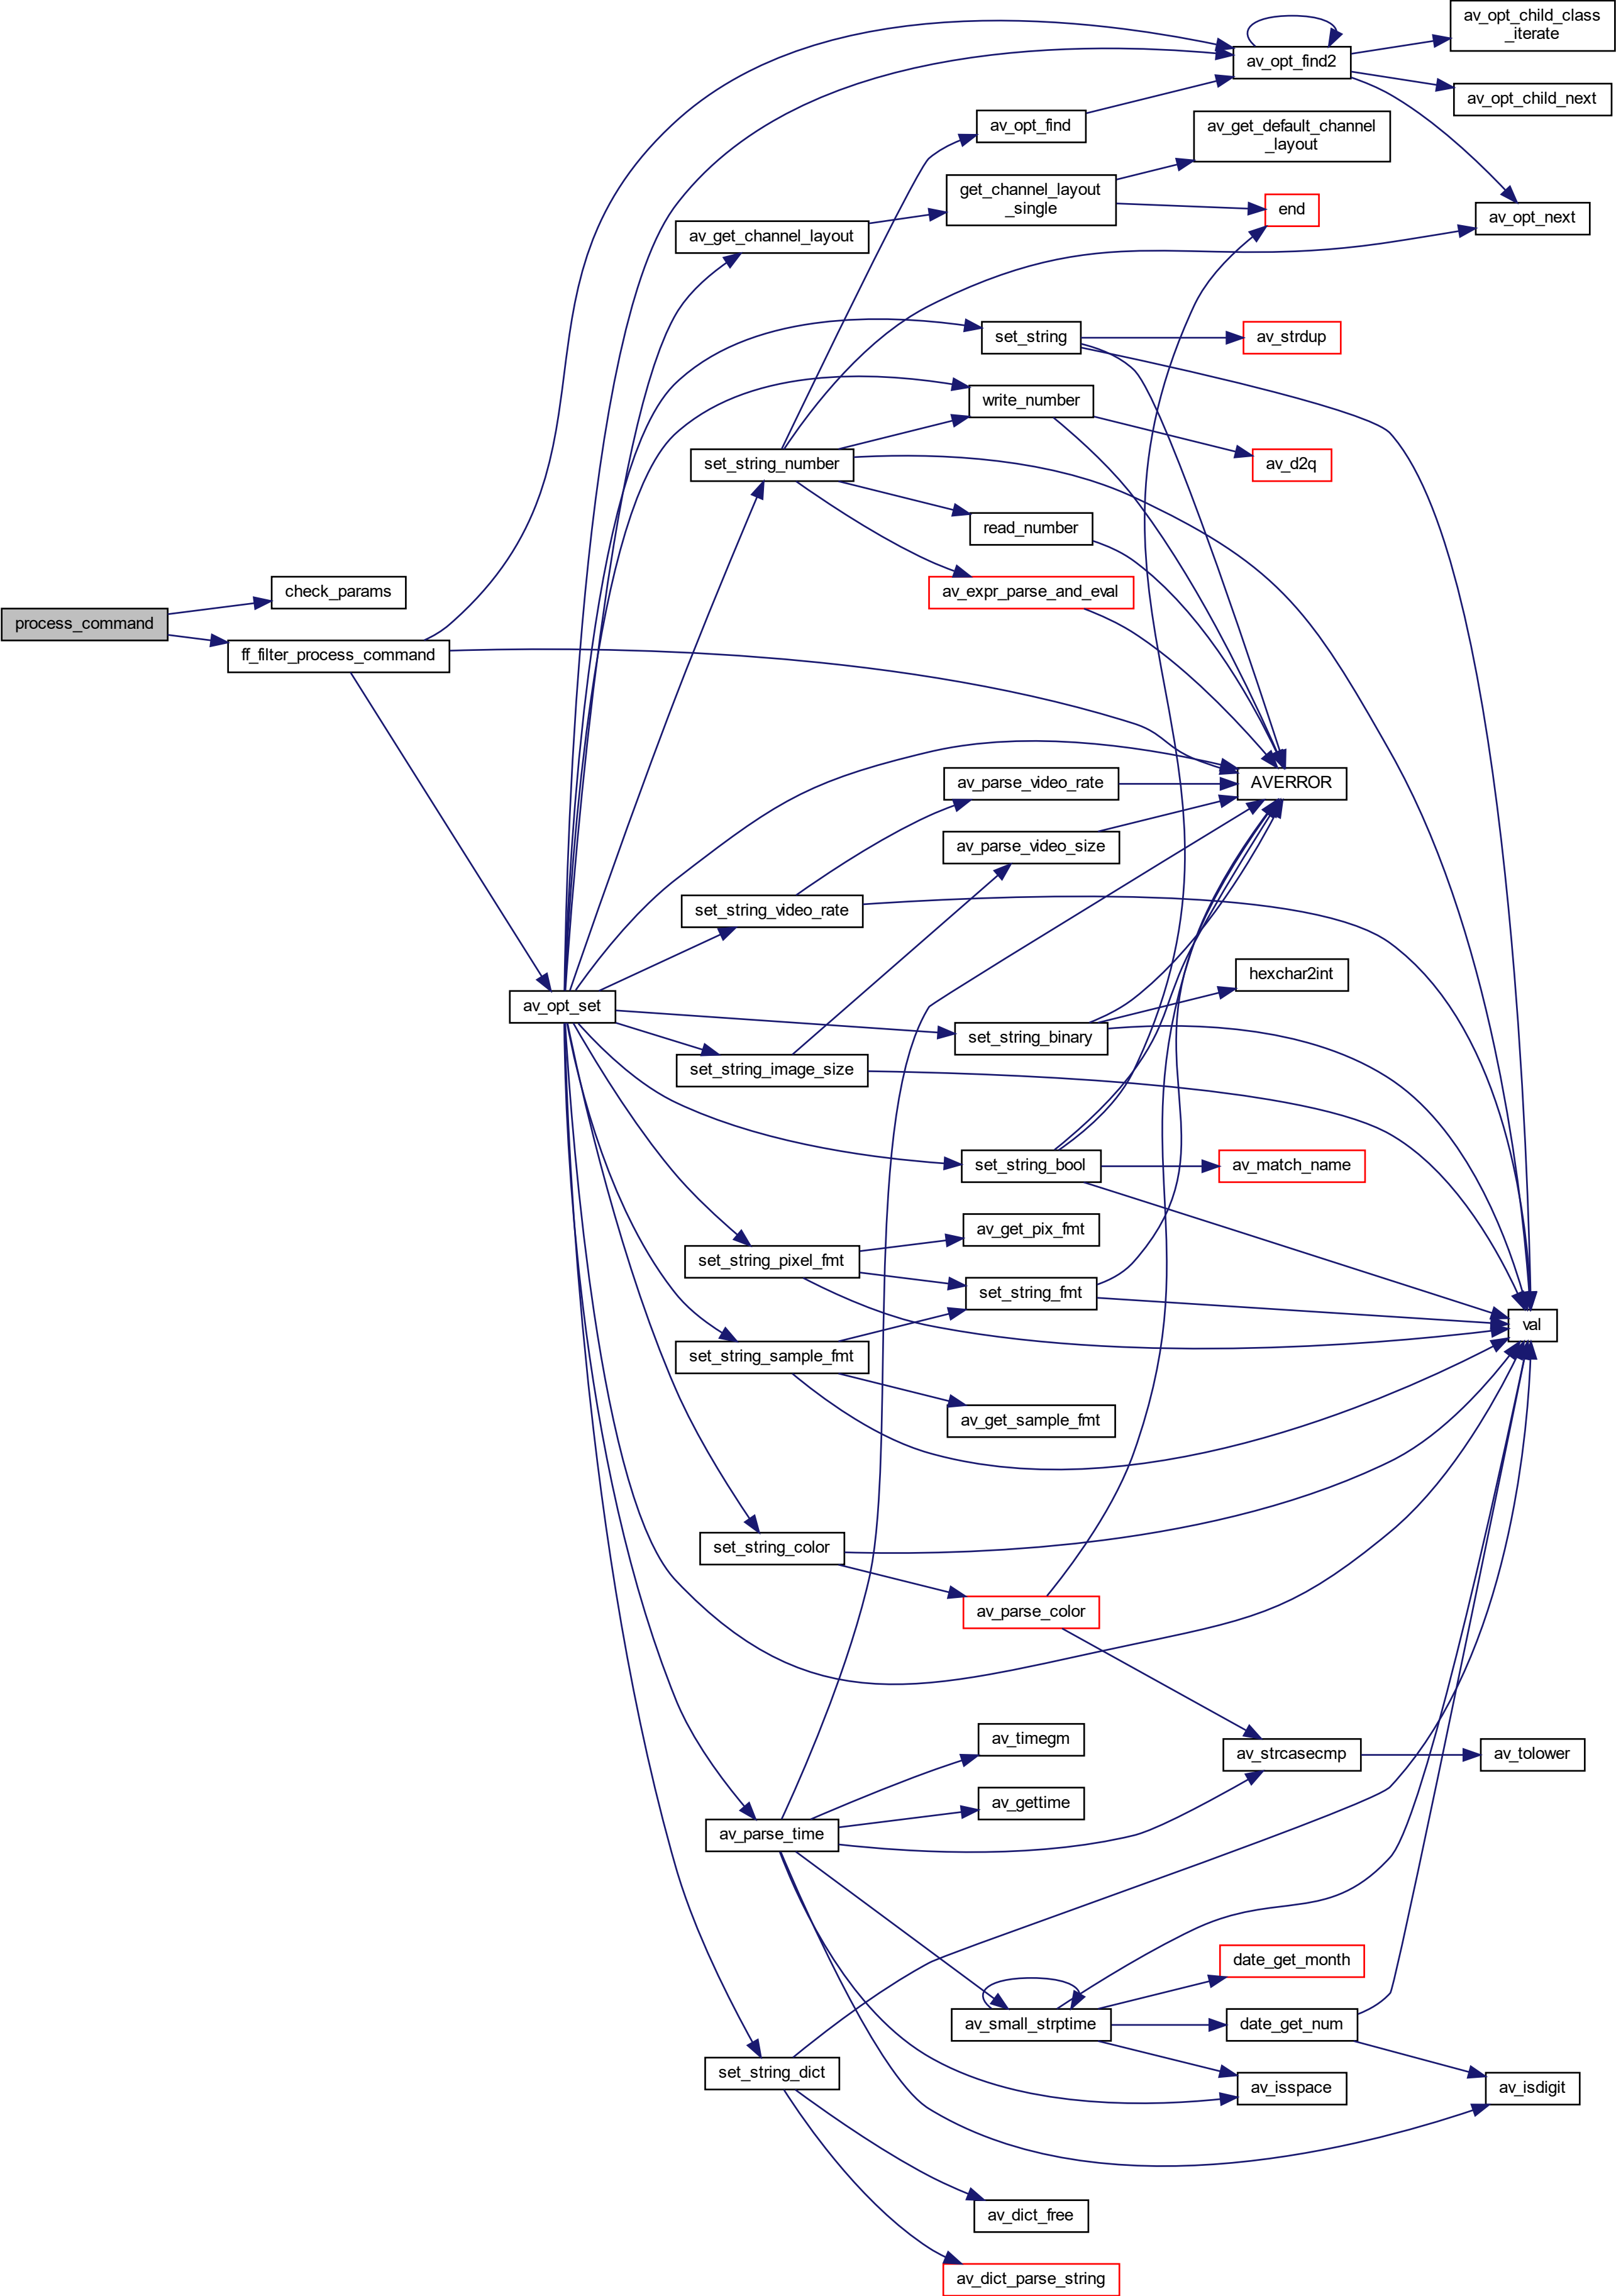 av_opt_child_class
_iterate
av_opt_find2
av_opt_child_next
av_opt_find
av_get_default_channel
_layout
get_channel_layout
_single
end
av_opt_next
av_get_channel_layout
set_string
av_strdup
write_number
set_string_number
av_d2q
read_number
check_params
av_expr_parse_and_eval
process_command
ff_filter_process_command
av_parse_video_rate
AVERROR
av_parse_video_size
set_string_video_rate
hexchar2int
av_opt_set
set_string_binary
set_string_image_size
set_string_bool
av_match_name
av_get_pix_fmt
set_string_pixel_fmt
set_string_fmt
val
set_string_sample_fmt
av_get_sample_fmt
set_string_color
av_parse_color
av_timegm
av_strcasecmp
av_tolower
av_gettime
av_parse_time
date_get_month
av_small_strptime
date_get_num
set_string_dict
av_isspace
av_isdigit
av_dict_free
av_dict_parse_string